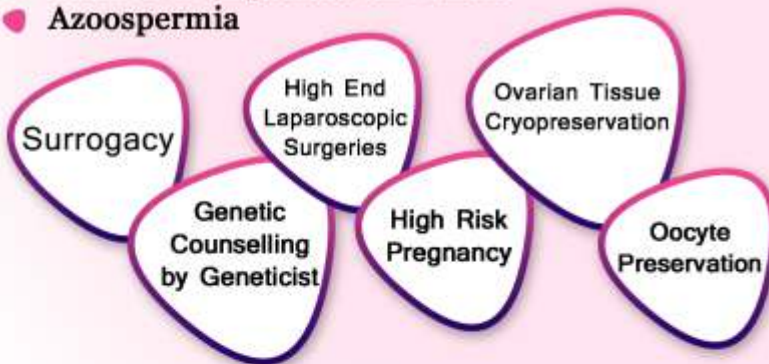 Azoospermia
Surrogacy
Genetic
Counselling
by Geneticist
High End
Laparoscopic
Surgeries
High Risk
Pregnancy
Ovarian Tissue
Cryopreservation
Oocyte
Preservation